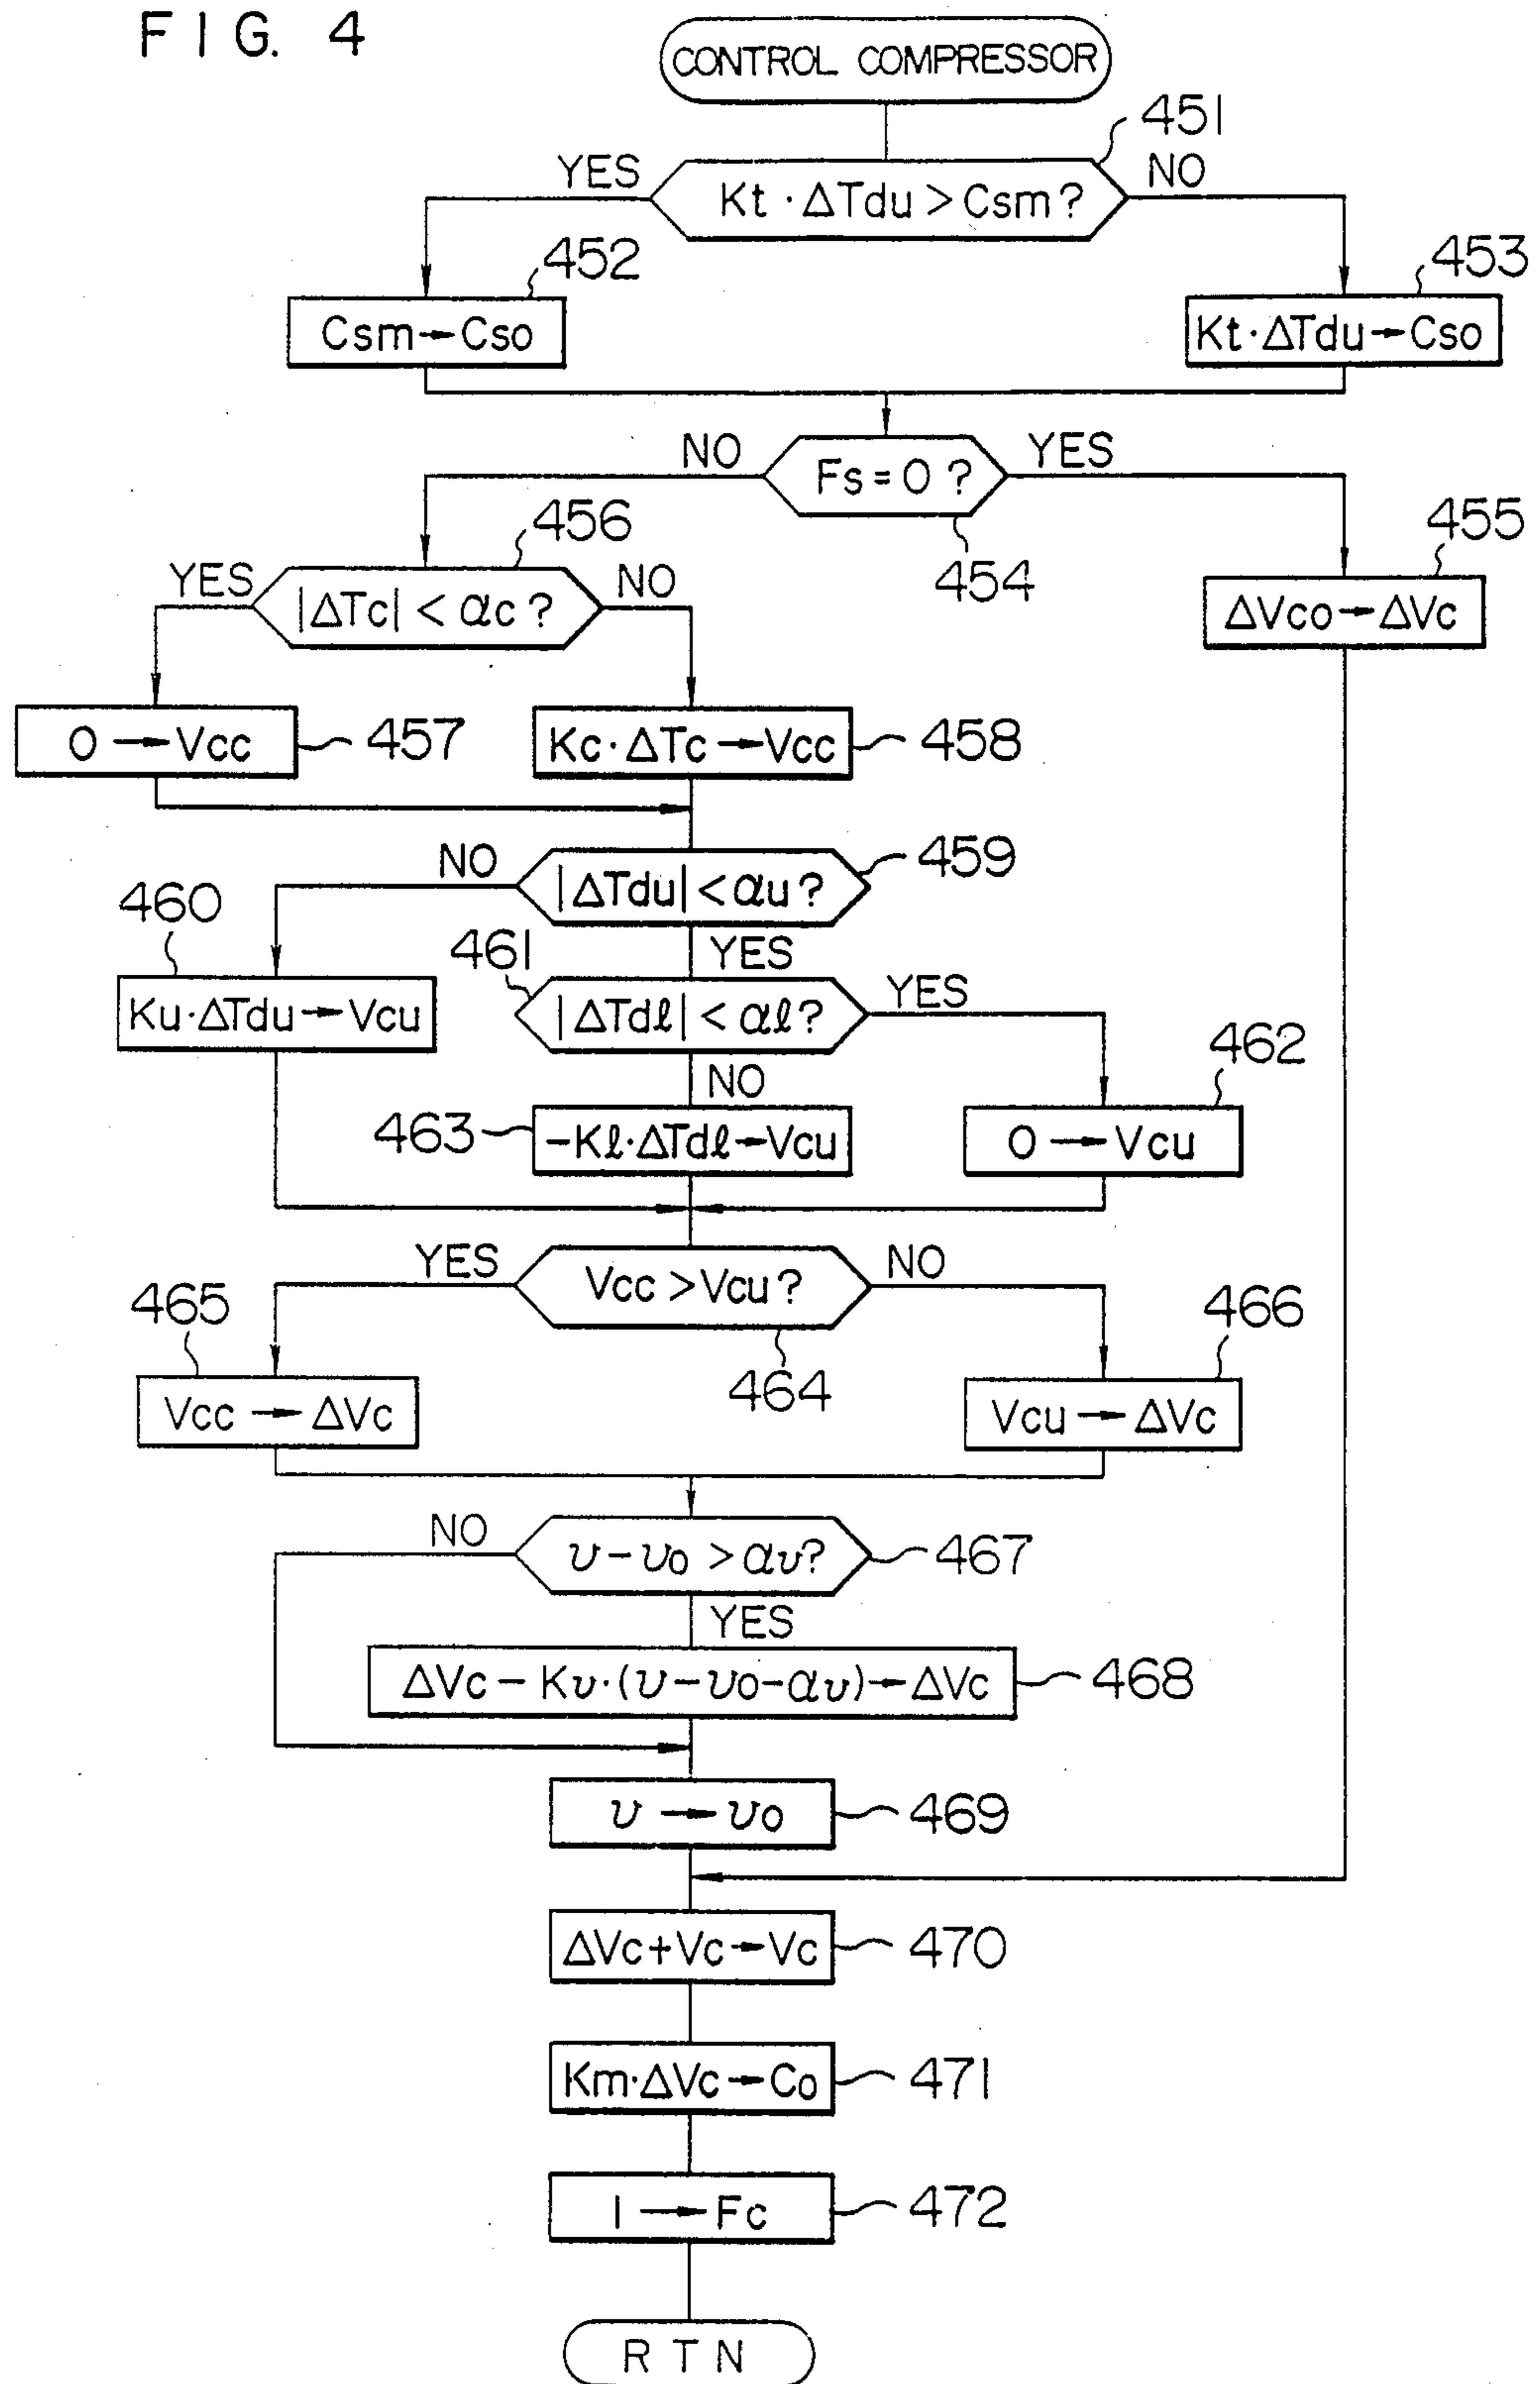 FIG. 4
CONTROL COMPRESSOR
451
YES
Kt・ΔTdu > Csm?
NO
452
453
Csm→Cso
Kt・ΔTdu→Cso
NO
Fs=0?
YES
454
455
456
YES
|ΔTc| < αc?
NO
ΔVco→ΔVc
0→Vcc
457
Kc・ΔTc→Vcc
458
NO
|ΔTdu| < αu?
459
460
YES
461
Ku・ΔTdu→Vcu
|ΔTdℓ| < αℓ?
YES
NO
462
463
-Kℓ・ΔTdℓ→Vcu
0→Vcu
YES
Vcc > Vcu?
NO
465
464
466
Vcc→ΔVc
Vcu→ΔVc
NO
υ-υo > αυ?
467
YES
ΔVc-Kυ・(υ-υo-αυ)→ΔVc
468
υ→υo
469
ΔVc+Vc→Vc
470
Km・ΔVc→Co
471
1→Fc
472
RTN